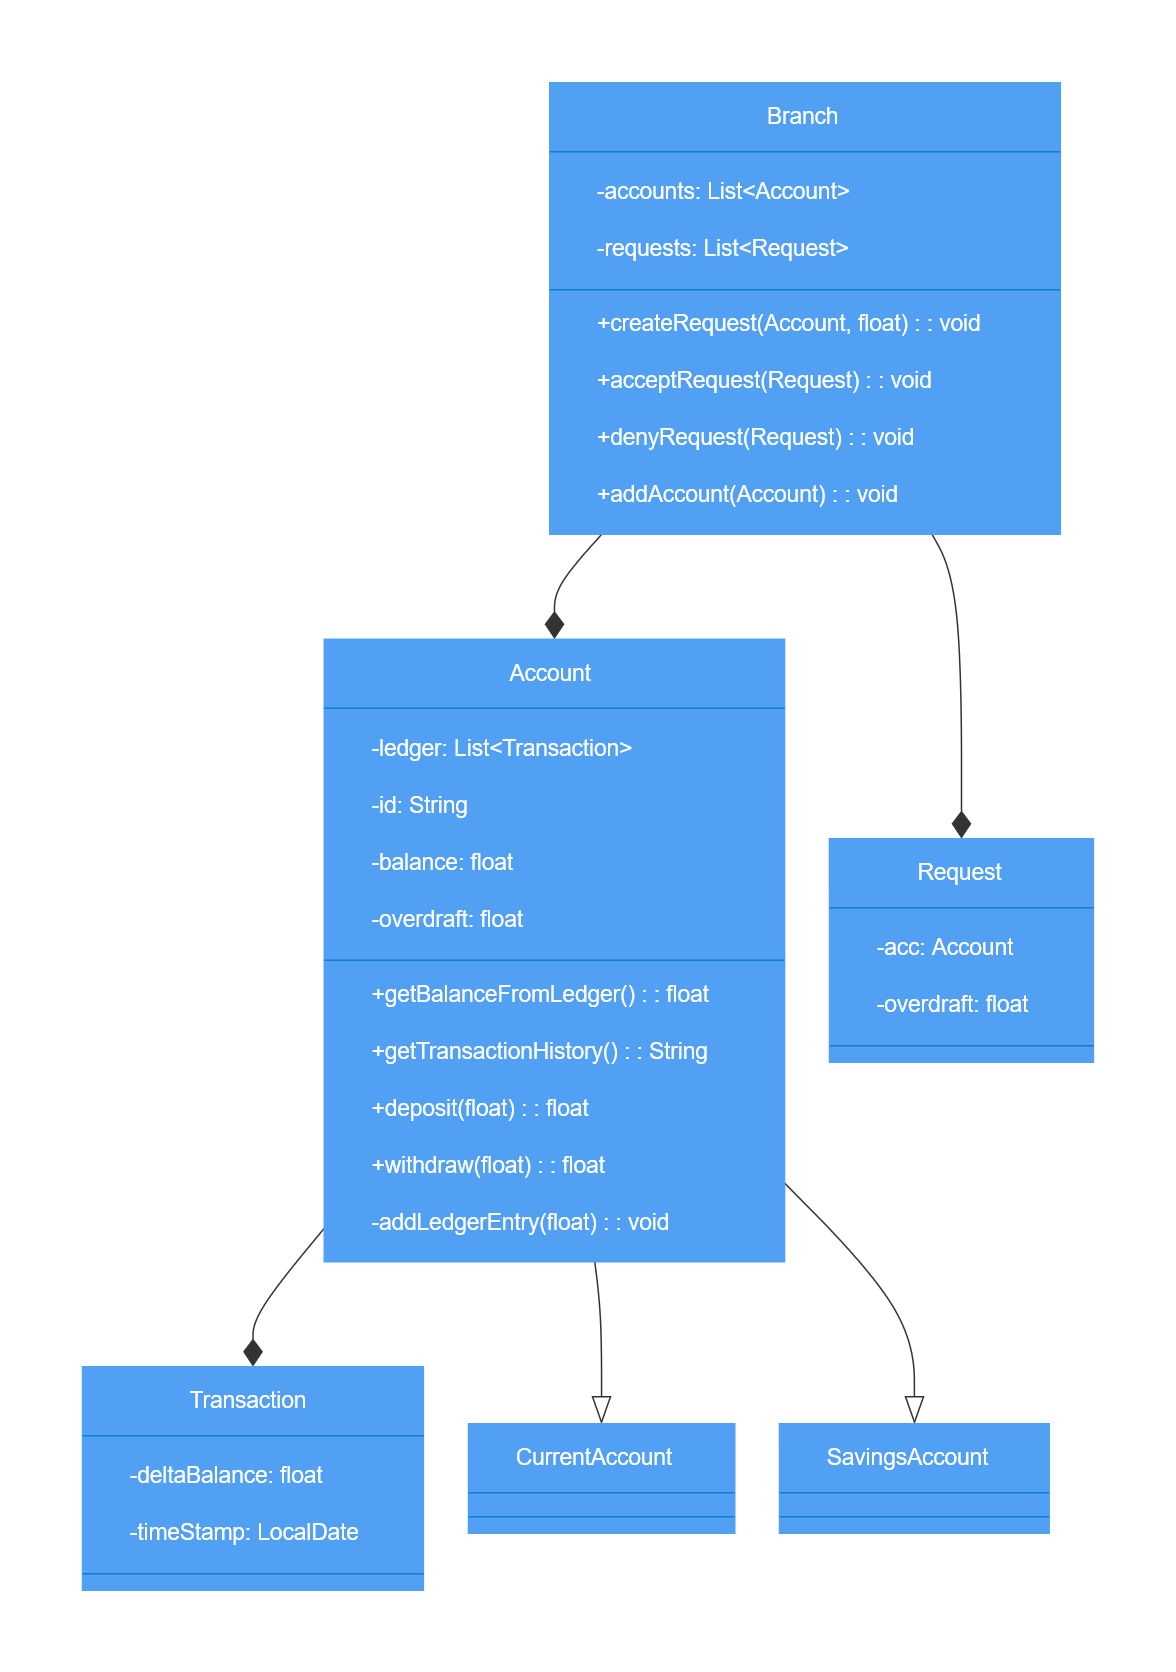 Branch
-accounts: List<Account>
-requests: List<Request>
+createRequest(Account, float) : : void
+acceptRequest(Request) : : void
+denyRequest(Request) : : void
+addAccount(Account) : : void
Account
-ledger: List<Transaction>
-id: String
-balance: float
-overdraft: float
+getBalanceFromLedger() : : float
+getTransactionHistory() : : String
+deposit(float) : : float
+withdraw(float) : : float
-addLedgerEntry(float) : : void
Request
-acc: Account
-overdraft: float
Transaction
-deltaBalance: float
-timeStamp: LocalDate
CurrentAccount
SavingsAccount